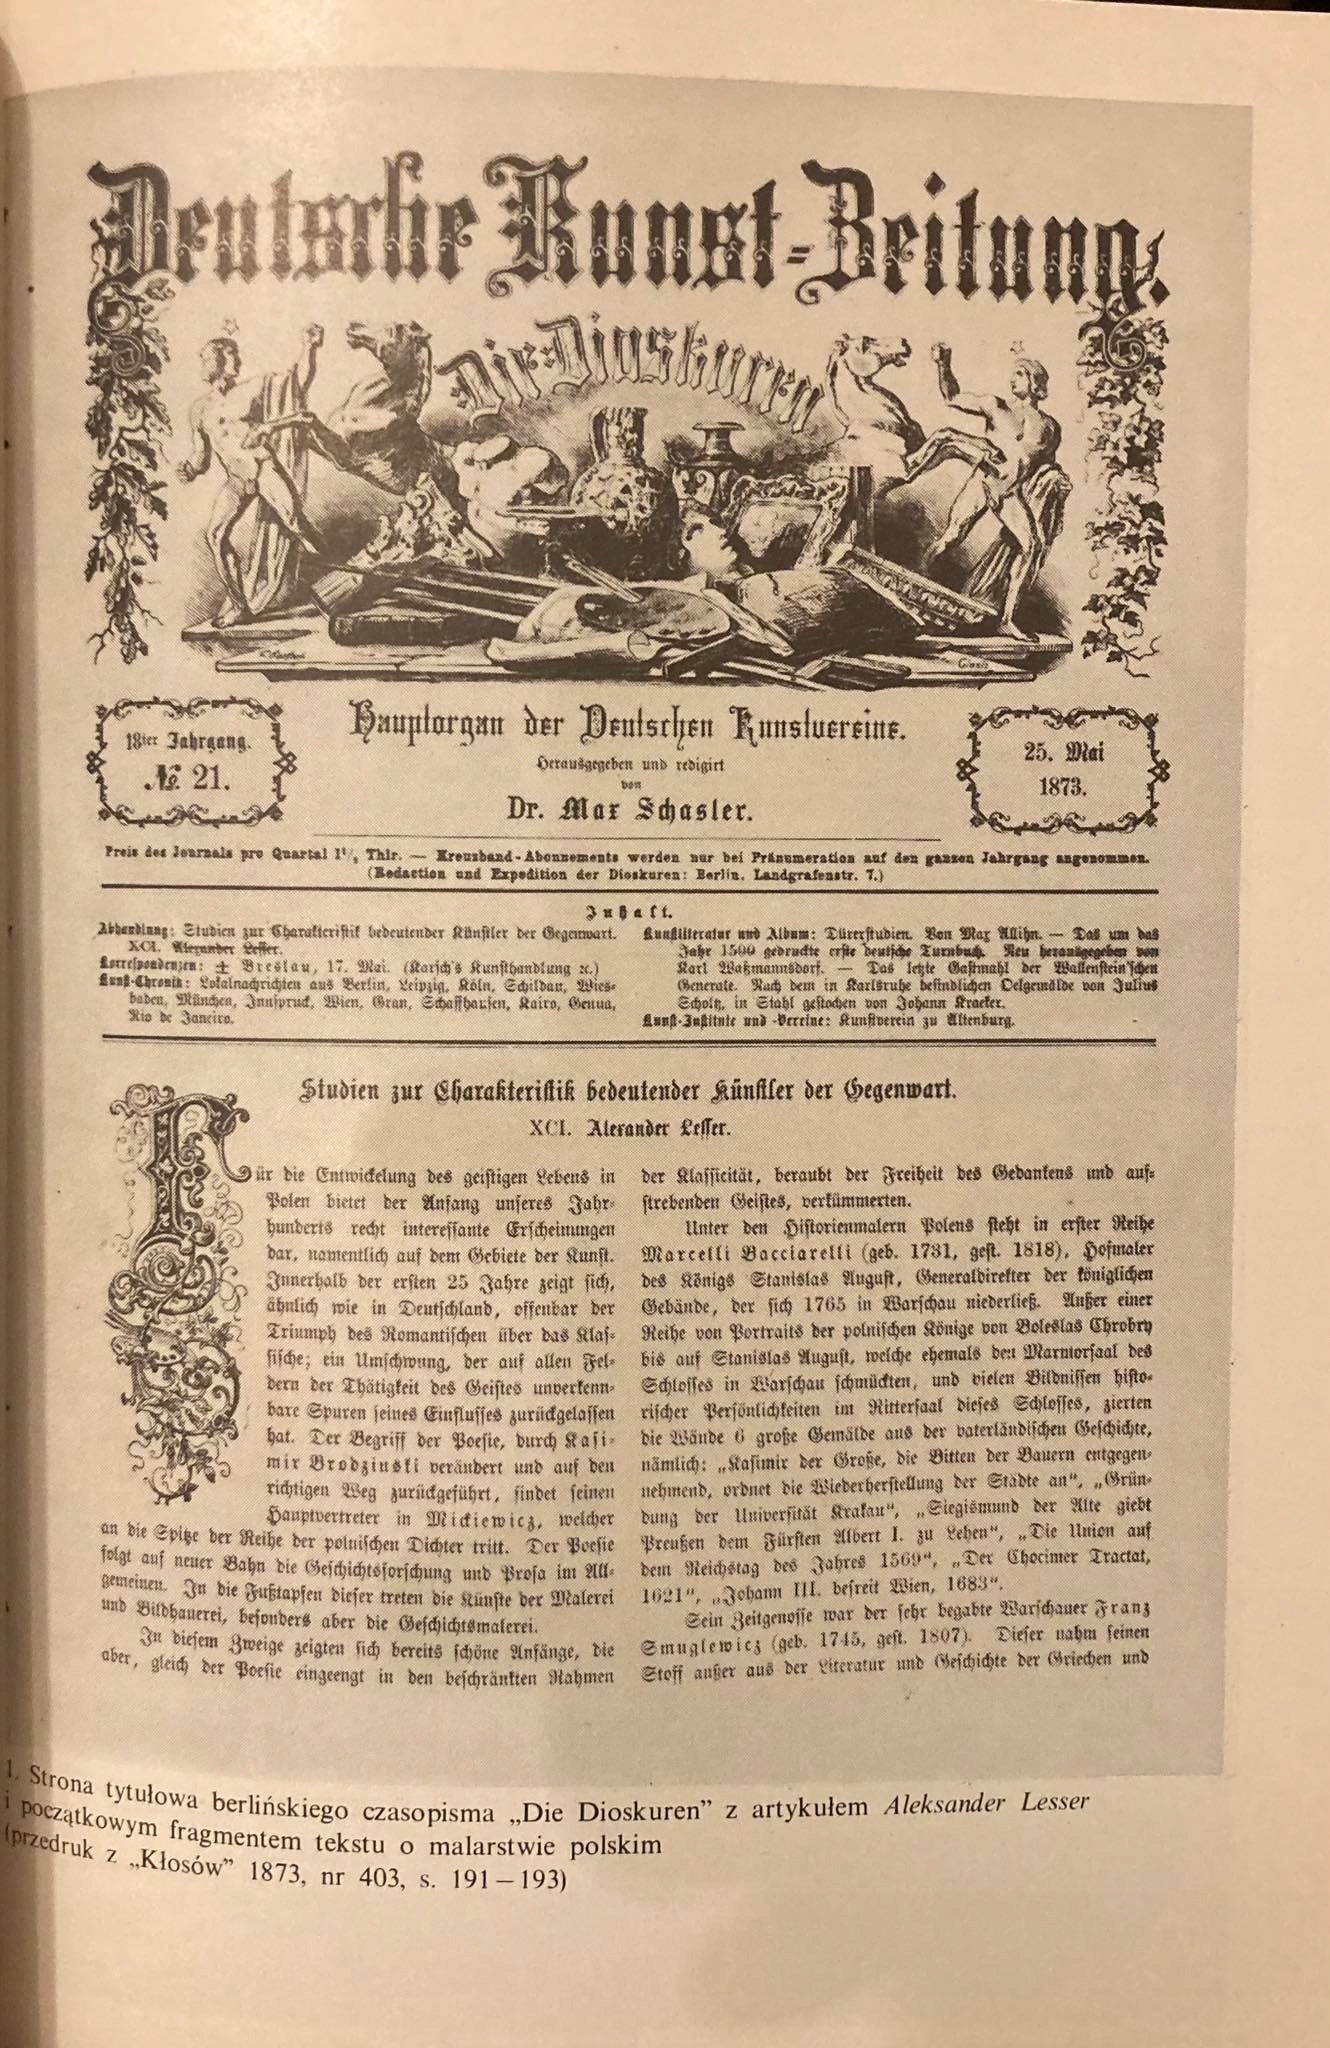 Deutsche Kunst-Zeitung.
Die Dioskuren
18ter Jahrgang.
№ 21.
Hauptorgan der Deutschen Kunstvereine.
Herausgegeben und redigirt
von
Dr. Max Schasler.
25. Mai
1873.
Preis des Journals pro Quartal 1½ Thlr. — Kreuzband-Abonnements werden nur bei Pränumeration auf den ganzen Jahrgang angenommen.
(Redaction und Expedition der Dioskuren: Berlin, Landgrafenstr. 7.)
Inhalt.
Abhandlung: Studien zur Charakteristik bedeutender Künstler der Gegenwart.
XCI. Alexander Lesser.
Korrespondenzen: ± Breslau, 17. Mai. (Karsch's Kunsthandlung ꝛc.)
Kunst-Chronik: Lokalnachrichten aus Berlin, Leipzig, Köln, Schildau, Wies-
baden, München, Innspruck, Wien, Gran, Schaffhausen, Kairo, Genua,
Rio de Janeiro.
Kunstliteratur und Album: Dürerstudien. Von Max Allihn. — Das um das
Jahr 1500 gedruckte erste deutsche Turnbuch. Neu herausgegeben von
Karl Waßmannsdorf. — Das letzte Gastmahl der Wallenstein'schen
Generale. Nach dem in Karlsruhe befindlichen Oelgemälde von Julius
Scholtz, in Stahl gestochen von Johann Kracker.
Kunst-Institute und -Vereine: Kunstverein zu Altenburg.
Studien zur Charakteristik bedeutender Künstler der Gegenwart.
XCI. Alexander Lesser.
Für die Entwickelung des geistigen Lebens in
Polen bietet der Anfang unseres Jahr-
hunderts recht interessante Erscheinungen
dar, namentlich auf dem Gebiete der Kunst.
Innerhalb der ersten 25 Jahre zeigt sich,
ähnlich wie in Deutschland, offenbar der
Triumph des Romantischen über das Klas-
sische; ein Umschwung, der auf allen Fel-
dern der Thätigkeit des Geistes unverkenn-
bare Spuren seines Einflusses zurückgelassen
hat. Der Begriff der Poesie, durch Kasi-
mir Brodzinski verändert und auf den
richtigen Weg zurückgeführt, findet seinen
Hauptvertreter in Mickiewicz, welcher
an die Spitze der Reihe der polnischen Dichter tritt. Der Poesie
folgt auf neuer Bahn die Geschichtsforschung und Prosa im All-
gemeinen. In die Fußtapfen dieser treten die Künste der Malerei
und Bildhauerei, besonders aber die Geschichtsmalerei.
In diesem Zweige zeigten sich bereits schöne Anfänge, die
aber, gleich der Poesie eingeengt in den beschränkten Rahmen
der Klassicität, beraubt der Freiheit des Gedankens und auf-
strebenden Geistes, verkümmerten.
Unter den Historienmalern Polens steht in erster Reihe
Marcelli Bacciarelli (geb. 1731, gest. 1818), Hofmaler
des Königs Stanislas August, Generaldirekter der königlichen
Gebäude, der sich 1765 in Warschau niederließ. Außer einer
Reihe von Portraits der polnischen Könige von Boleslas Chrobry
bis auf Stanislas August, welche ehemals den Marmorsaal des
Schlosses in Warschau schmückten, und vielen Bildnissen histo-
rischer Persönlichkeiten im Rittersaal dieses Schlosses, zierten
die Wände 6 große Gemälde aus der vaterländischen Geschichte,
nämlich: „Kasimir der Große, die Bitten der Bauern entgegen-
nehmend, ordnet die Wiederherstellung der Städte an“, „Grün-
dung der Universität Krakau“, „Siegismund der Alte giebt
Preußen dem Fürsten Albert I. zu Lehen“, „Die Union auf
dem Reichstag des Jahres 1569“, „Der Chocimer Tractat,
1621“, „Johann III. befreit Wien, 1683“.
Sein Zeitgenosse war der sehr begabte Warschauer Franz
Smuglewicz (geb. 1745, gest. 1807). Dieser nahm seinen
Stoff außer aus der Literatur und Geschichte der Griechen und
1. Strona tytułowa berlińskiego czasopisma „Die Dioskuren” z artykułem Aleksander Lesser
i początkowym fragmentem tekstu o malarstwie polskim
(przedruk z „Kłosów” 1873, nr 403, s. 191–193)